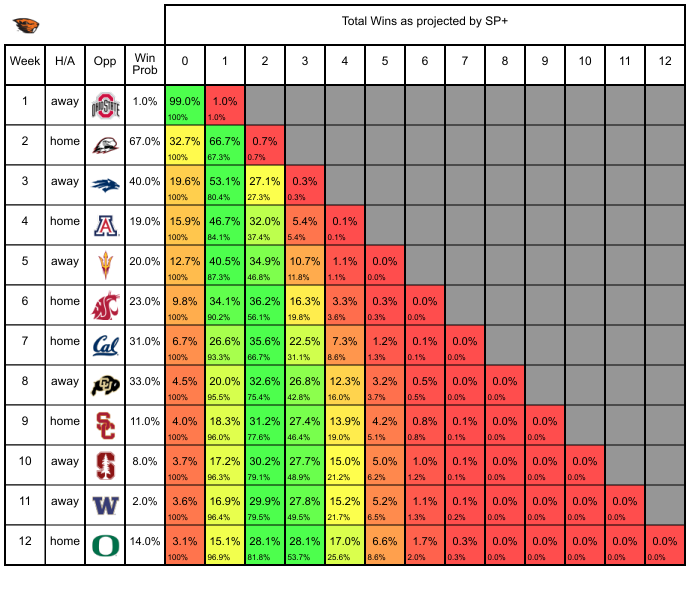 Total Wins as projected by SP+
Week H/A Opp Win Prob 0 1 2 3 4 5 6 7 8 9 10 11 12
1 away OHIO STATE 1.0% 99.0% 1.0%
100% 1.0%
2 home 67.0% 32.7% 66.7% 0.7%
100% 67.3% 0.7%
3 away 40.0% 19.6% 53.1% 27.1% 0.3%
100% 80.4% 27.3% 0.3%
4 home A 19.0% 15.9% 46.7% 32.0% 5.4% 0.1%
100% 84.1% 37.4% 5.4% 0.1%
5 away 20.0% 12.7% 40.5% 34.9% 10.7% 1.1% 0.0%
100% 87.3% 46.8% 11.8% 1.1% 0.0%
6 home 23.0% 9.8% 34.1% 36.2% 16.3% 3.3% 0.3% 0.0%
100% 90.2% 56.1% 19.8% 3.6% 0.3% 0.0%
7 home Cal 31.0% 6.7% 26.6% 35.6% 22.5% 7.3% 1.2% 0.1% 0.0%
100% 93.3% 66.7% 31.1% 8.6% 1.3% 0.1% 0.0%
8 away CU 33.0% 4.5% 20.0% 32.6% 26.8% 12.3% 3.2% 0.5% 0.0% 0.0%
100% 95.5% 75.4% 42.8% 16.0% 3.7% 0.5% 0.0% 0.0%
9 home SC 11.0% 4.0% 18.3% 31.2% 27.4% 13.9% 4.2% 0.8% 0.1% 0.0% 0.0%
100% 96.0% 77.6% 46.4% 19.0% 5.1% 0.8% 0.1% 0.0% 0.0%
10 away S 8.0% 3.7% 17.2% 30.2% 27.7% 15.0% 5.0% 1.0% 0.1% 0.0% 0.0% 0.0%
100% 96.3% 79.1% 48.9% 21.2% 6.2% 1.2% 0.1% 0.0% 0.0% 0.0%
11 away W 2.0% 3.6% 16.9% 29.9% 27.8% 15.2% 5.2% 1.1% 0.1% 0.0% 0.0% 0.0% 0.0%
100% 96.4% 79.5% 49.5% 21.7% 6.5% 1.3% 0.2% 0.0% 0.0% 0.0% 0.0%
12 home O 14.0% 3.1% 15.1% 28.1% 28.1% 17.0% 6.6% 1.7% 0.3% 0.0% 0.0% 0.0% 0.0% 0.0%
100% 96.9% 81.8% 53.7% 25.6% 8.6% 2.0% 0.3% 0.0% 0.0% 0.0% 0.0% 0.0%